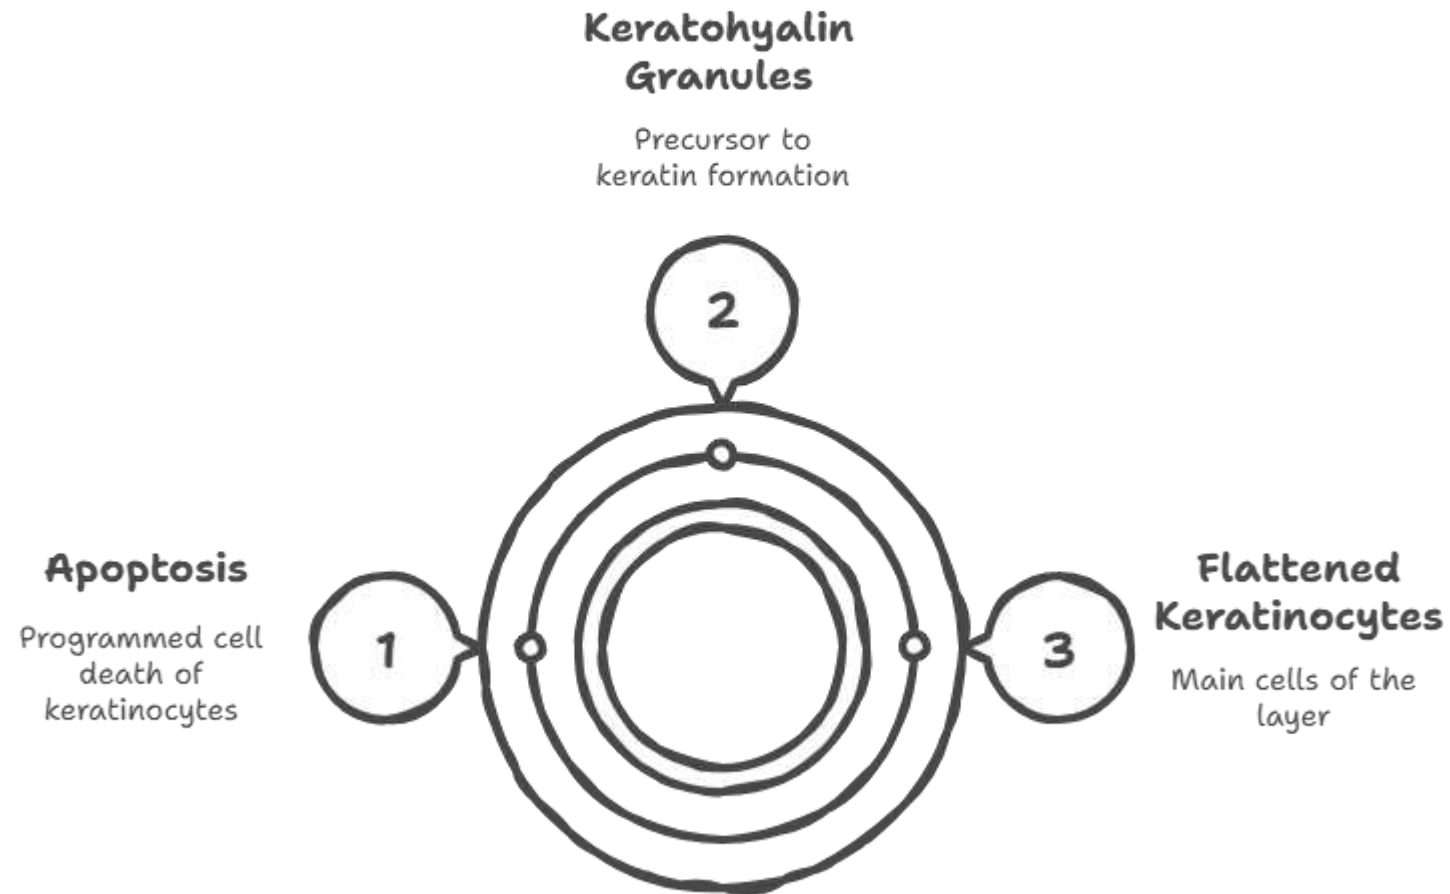 Keratohyalin
Granules
Precursor to
keratin formation
2
Apoptosis
Programmed cell
death of
keratinocytes
1
3
Flattened
Keratinocytes
Main cells of the
layer